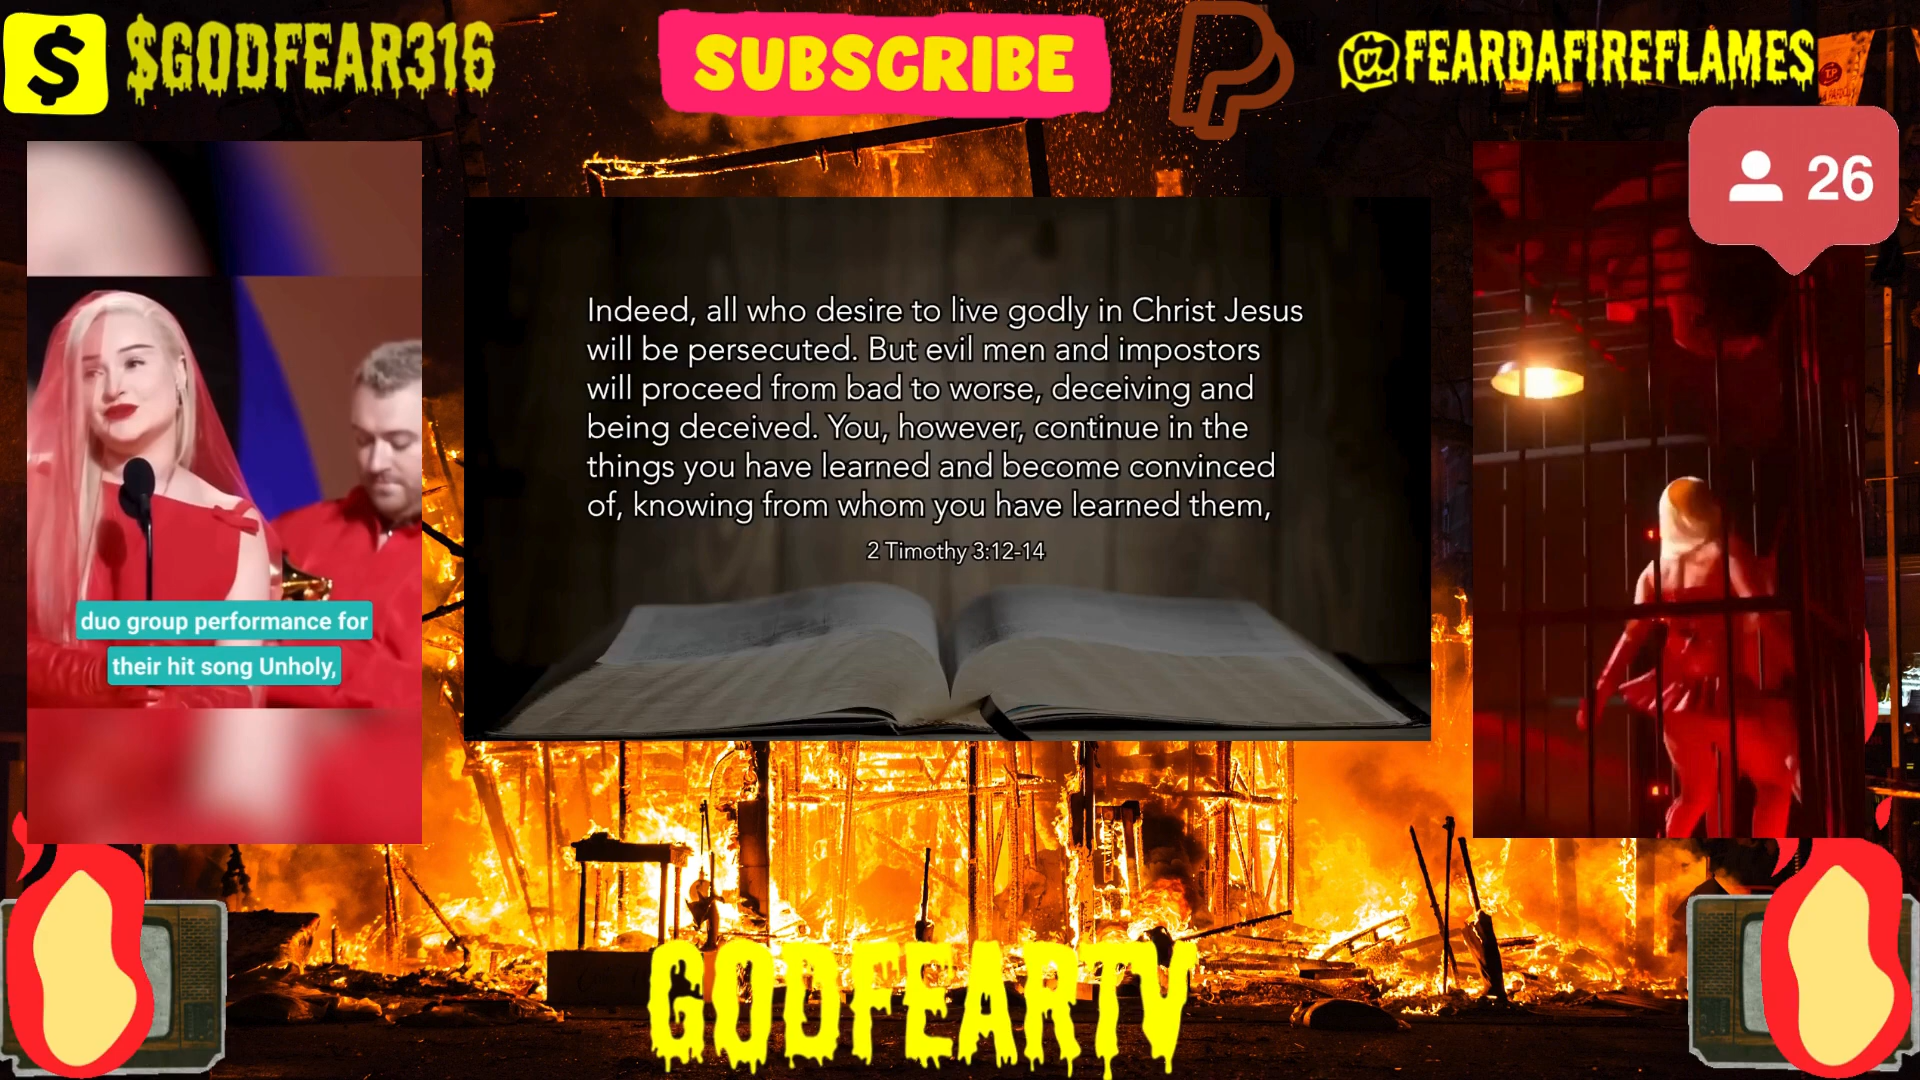 $ $GODFEAR316
SUBSCRIBE
@FEARDAFIREFLAMES
26
Indeed, all who desire to live godly in Christ Jesus
will be persecuted. But evil men and impostors
will proceed from bad to worse, deceiving and
being deceived. You, however, continue in the
things you have learned and become convinced
of, knowing from whom you have learned them,
2 Timothy 3:12-14
duo group performance for
their hit song Unholy,
GODFEARTV